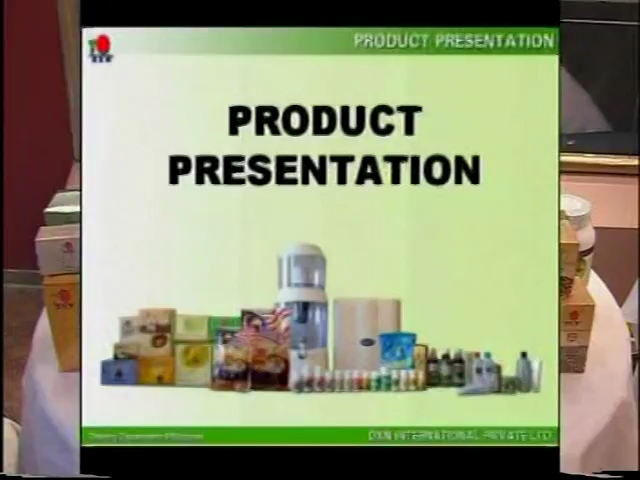 PRODUCT PRESENTATION
PRODUCT
PRESENTATION
DXN INTERNATIONAL PRIVATE LTD